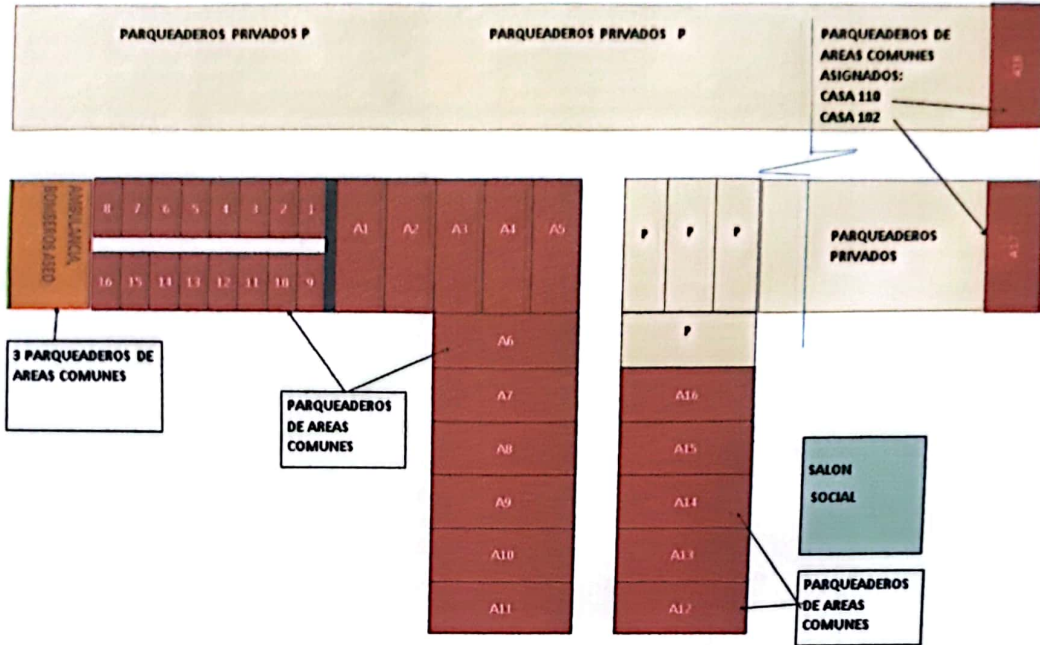 PARQUEADEROS PRIVADOS P
PARQUEADEROS PRIVADOS P
PARQUEADEROS DE
AREAS COMUNES
ASIGNADOS:
CASA 110
CASA 102
A18
AMBULANCIA,
BOMBEROS ASEO
8 7 6 5 4 3 2 1
16 15 14 13 12 11 10 9
A1 A2 A3 A4 A5
P P P
PARQUEADEROS
PRIVADOS
A17
3 PARQUEADEROS DE
AREAS COMUNES
PARQUEADEROS
DE AREAS
COMUNES
A6
A7
A8
A9
A10
A11
P
A16
A15
A14
A13
A12
SALON
SOCIAL
PARQUEADEROS
DE AREAS
COMUNES